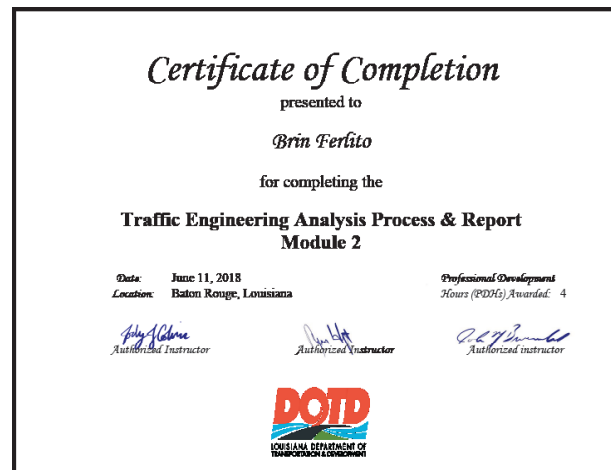 Certificate of Completion
presented to
Brin Ferlito
for completing the
Traffic Engineering Analysis Process & Report
Module 2
Date: June 11, 2018
Location: Baton Rouge, Louisiana
Professional Development
Hours (PDHs) Awarded: 4
Authorized Instructor
Authorized Instructor
Authorized instructor
DOTD
LOUISIANA DEPARTMENT OF
TRANSPORTATION & DEVELOPMENT